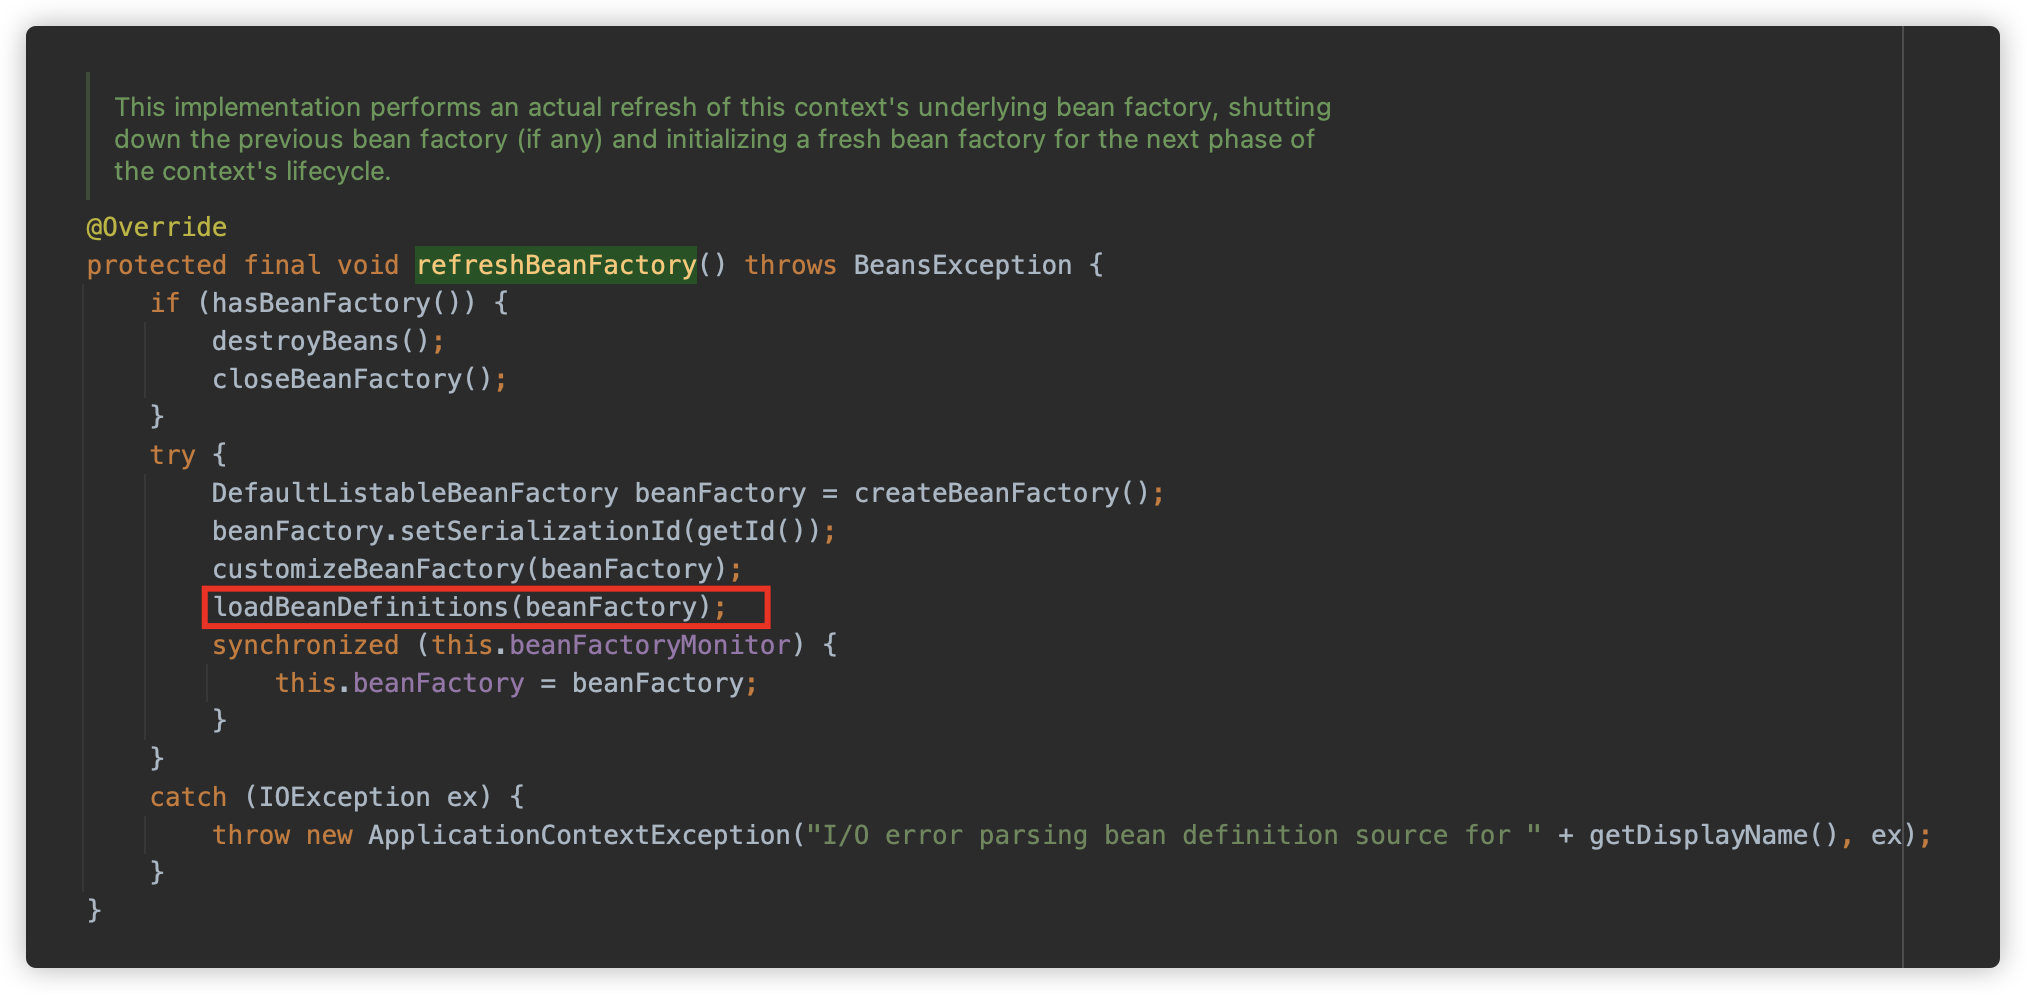 This implementation performs an actual refresh of this context's underlying bean factory, shutting
down the previous bean factory (if any) and initializing a fresh bean factory for the next phase of
the context's lifecycle.
@Override
protected final void refreshBeanFactory() throws BeansException {
    if (hasBeanFactory()) {
        destroyBeans();
        closeBeanFactory();
    }
    try {
        DefaultListableBeanFactory beanFactory = createBeanFactory();
        beanFactory.setSerializationId(getId());
        customizeBeanFactory(beanFactory);
        loadBeanDefinitions(beanFactory);
        synchronized (this.beanFactoryMonitor) {
            this.beanFactory = beanFactory;
        }
    }
    catch (IOException ex) {
        throw new ApplicationContextException("I/O error parsing bean definition source for " + getDisplayName(), ex);
    }
}